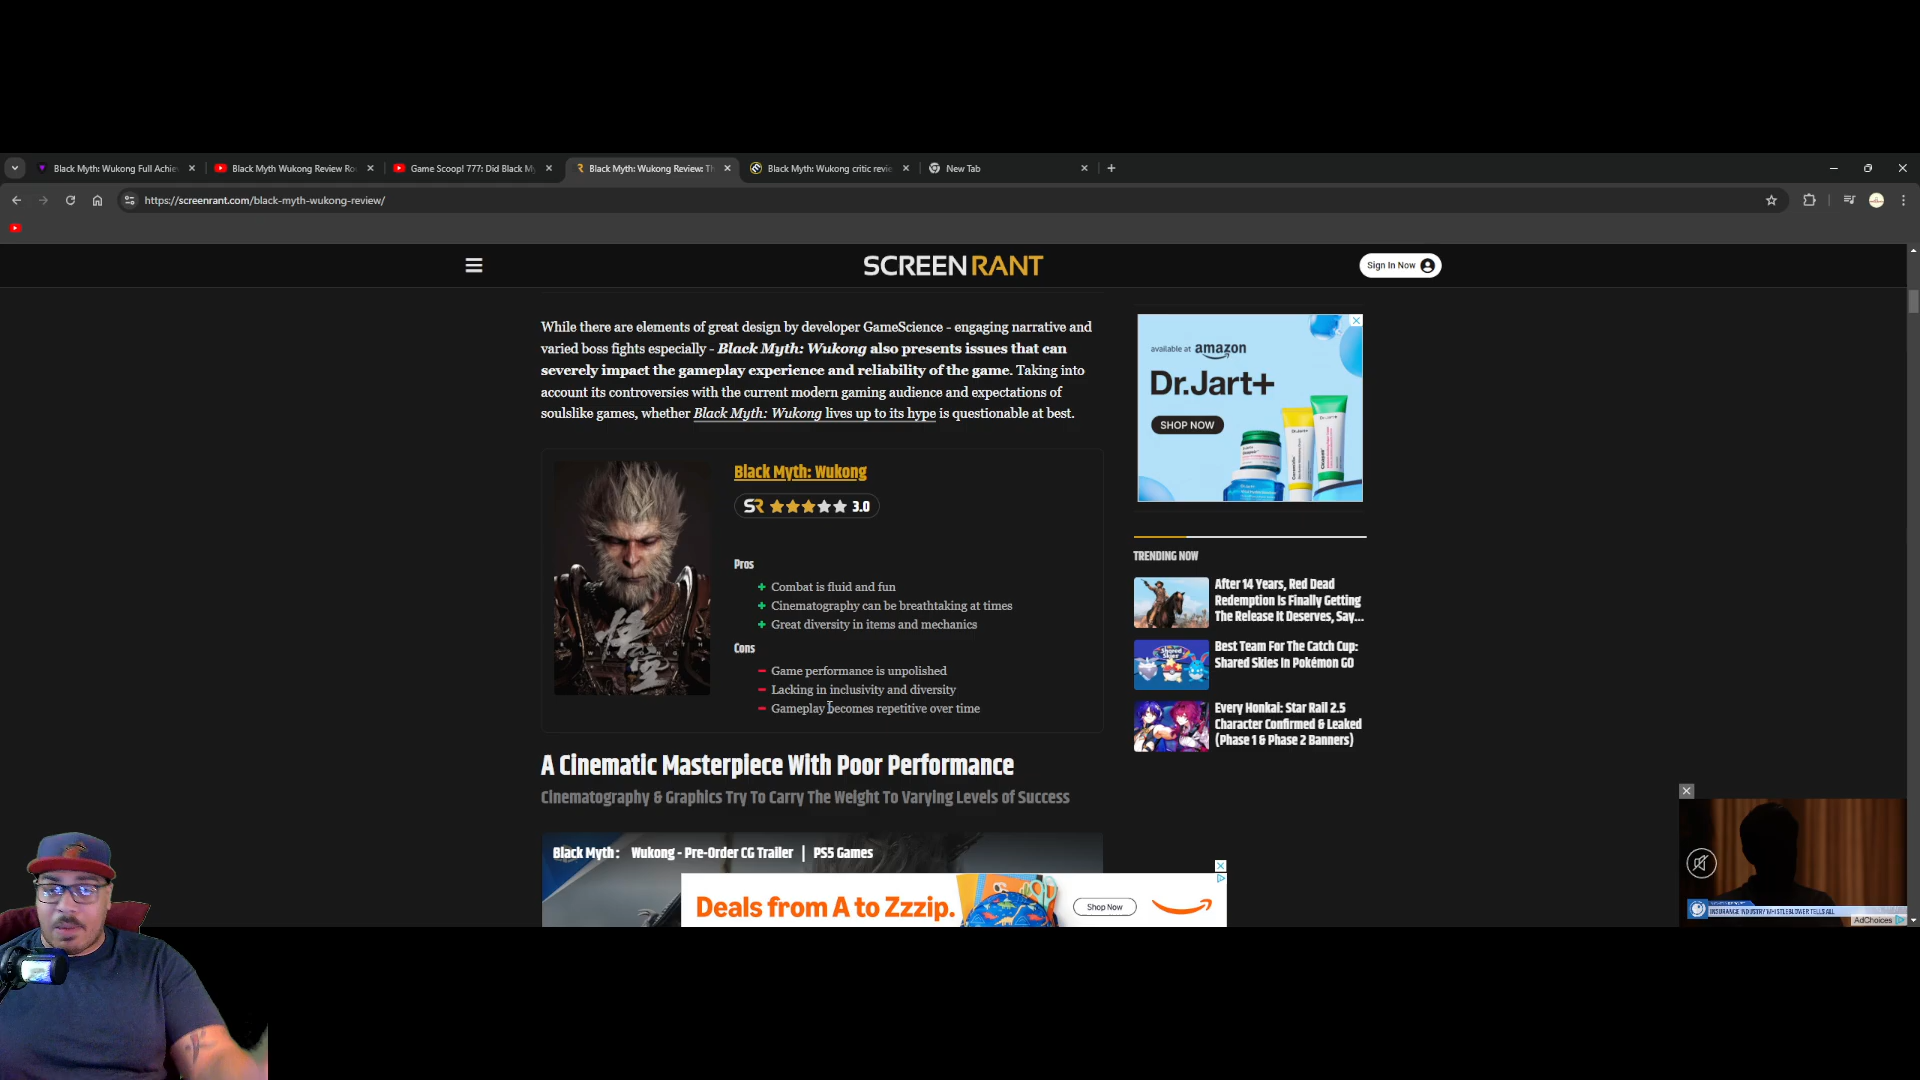 Black Myth: Wukong Full Achie
Black Myth Wukong Review Ro
Game Scoop! 777: Did Black My
Black Myth: Wukong Review: Th
Black Myth: Wukong critic revie
New Tab
https://screenrant.com/black-myth-wukong-review/
SCREENRANT
Sign In Now
While there are elements of great design by developer GameScience - engaging narrative and
varied boss fights especially - Black Myth: Wukong also presents issues that can
severely impact the gameplay experience and reliability of the game. Taking into
account its controversies with the current modern gaming audience and expectations of
soulslike games, whether Black Myth: Wukong lives up to its hype is questionable at best.
Black Myth: Wukong
SR 3.0
Pros
Combat is fluid and fun
Cinematography can be breathtaking at times
Great diversity in items and mechanics
Cons
Game performance is unpolished
Lacking in inclusivity and diversity
Gameplay becomes repetitive over time
悟空
A Cinematic Masterpiece With Poor Performance
Cinematography & Graphics Try To Carry The Weight To Varying Levels of Success
Black Myth: Wukong - Pre-Order CG Trailer | PS5 Games
available at amazon
Dr.Jart+
SHOP NOW
TRENDING NOW
After 14 Years, Red Dead
Redemption Is Finally Getting
The Release It Deserves, Say...
Best Team For The Catch Cup:
Shared Skies In Pokémon GO
Every Honkai: Star Rail 2.5
Character Confirmed & Leaked
(Phase 1 & Phase 2 Banners)
Deals from A to Zzzip.
Shop Now
INSURANCE INDUSTRY WHISTLEBLOWER TELLS ALL
AdChoices